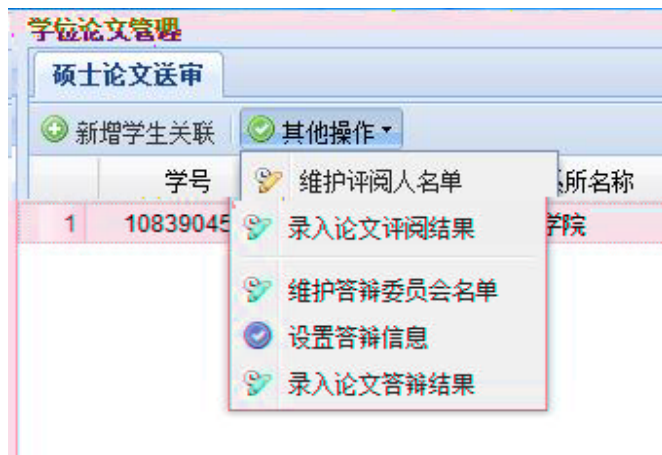 学位论文管理
硕士论文送审
新增学生关联 其他操作
学号 所名称
维护评阅人名单
1 10839045 学院
录入论文评阅结果
维护答辩委员会名单
设置答辩信息
录入论文答辩结果